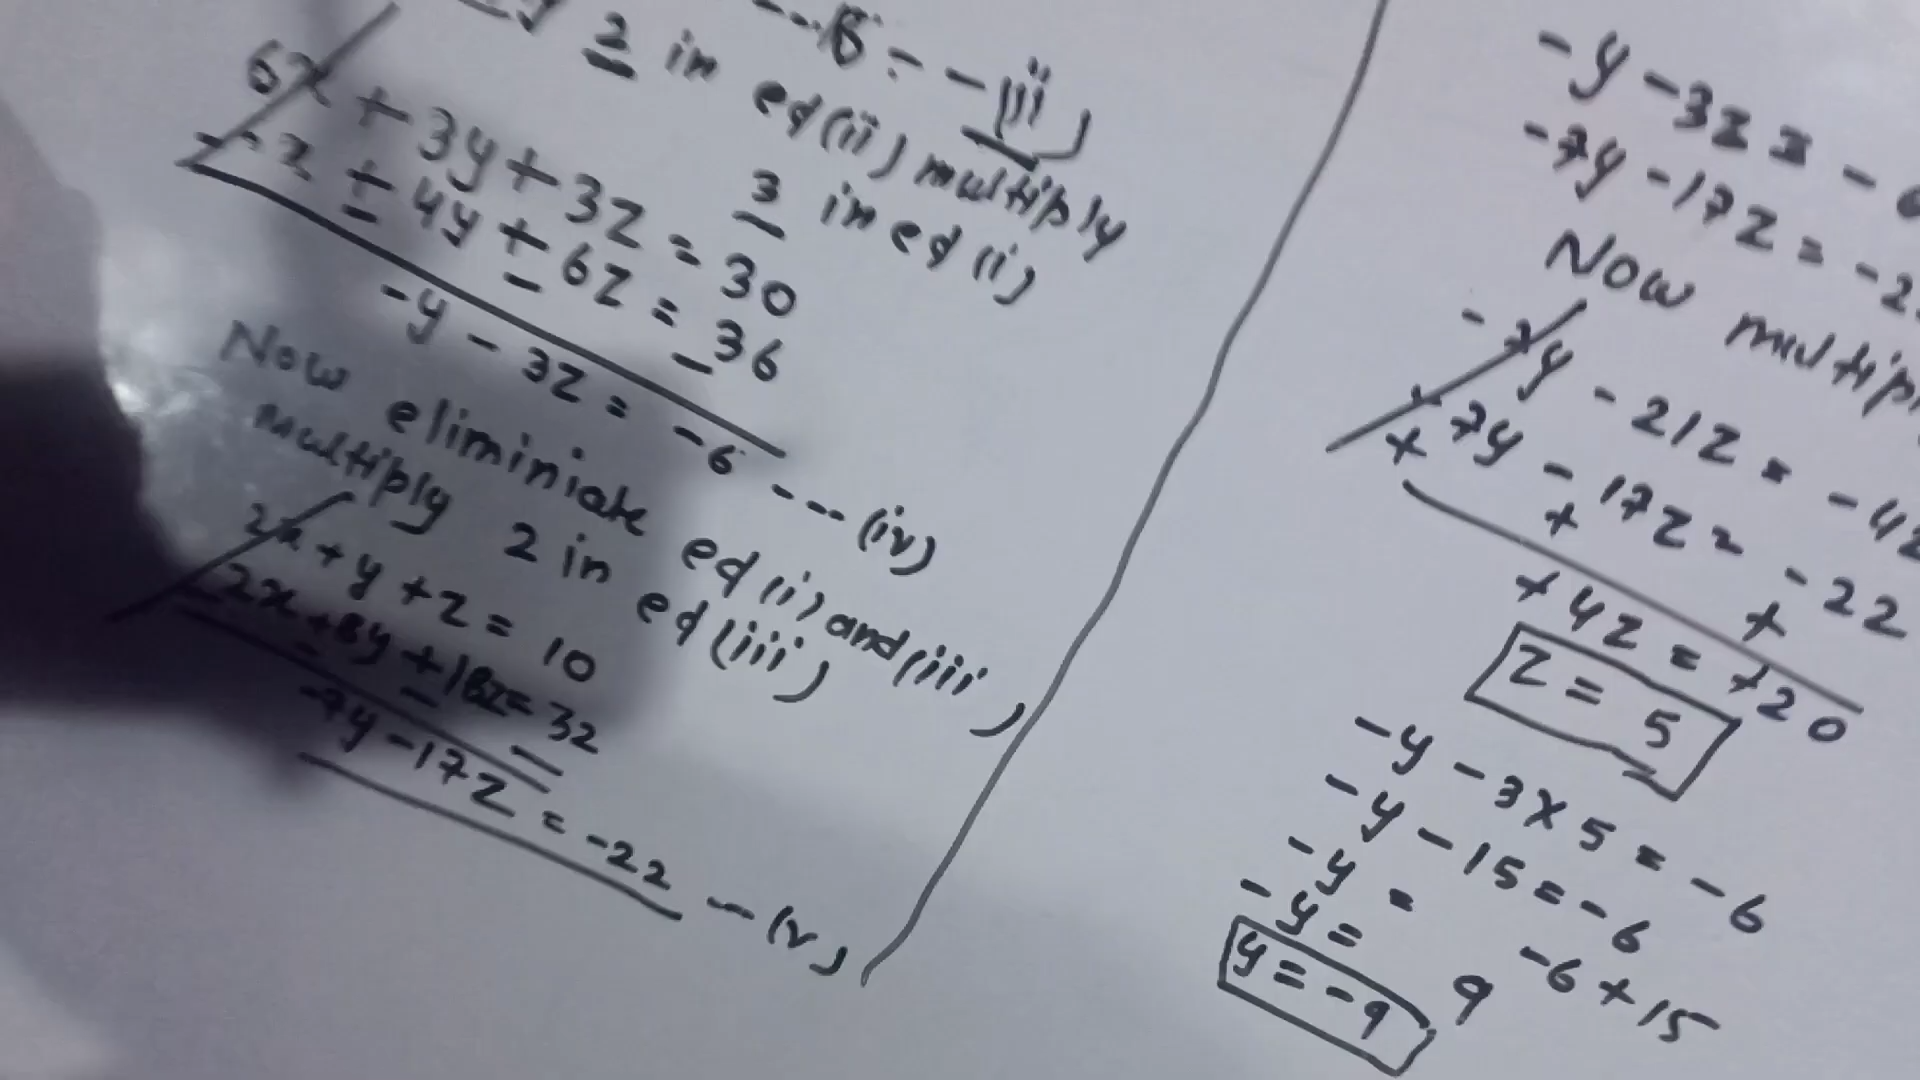 --6 = - (iii)
2 in eq (ii) multiply
3 in eq (i)
6x + 3y + 3z = 30
+ 4y + 6z = 36
-y - 3z = -6 --- (iv)
Now eliminiate eq (i) and (iii)
multiply 2 in eq (iii)
2x + y + z = 10
2x + 8y + 18z = 32
-7y - 17z = -22 -- (v)
-y - 3z
-7y - 17z = -2
Now multip
-7y - 21z = -42
-7y - 17z = -22
+ + +
+4z = +20
z = 5
-y - 3 x 5 = -6
-y - 15 = -6
-y = -6 + 15
-y = 9
y = -9